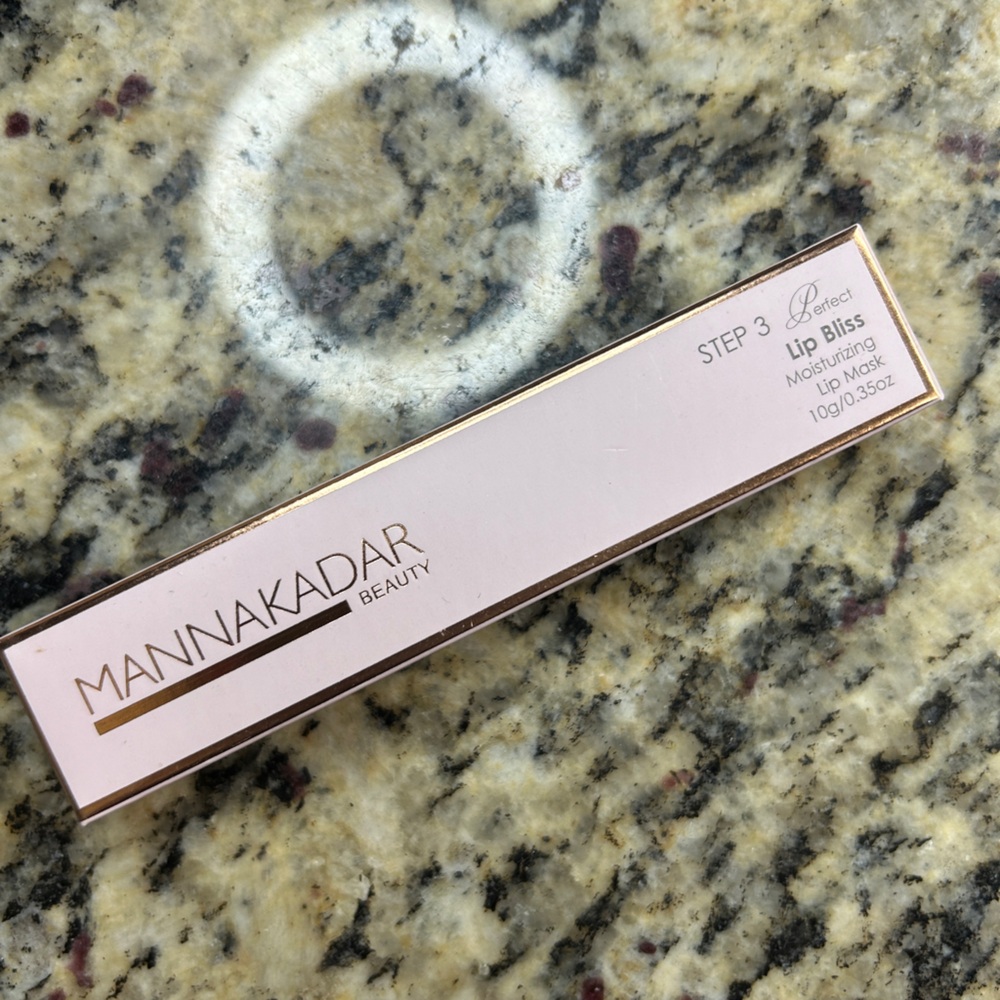 MANNAKADAR
BEAUTY
STEP 3
Perfect
Lip Bliss
Moisturizing
Lip Mask
10g/0.35oz